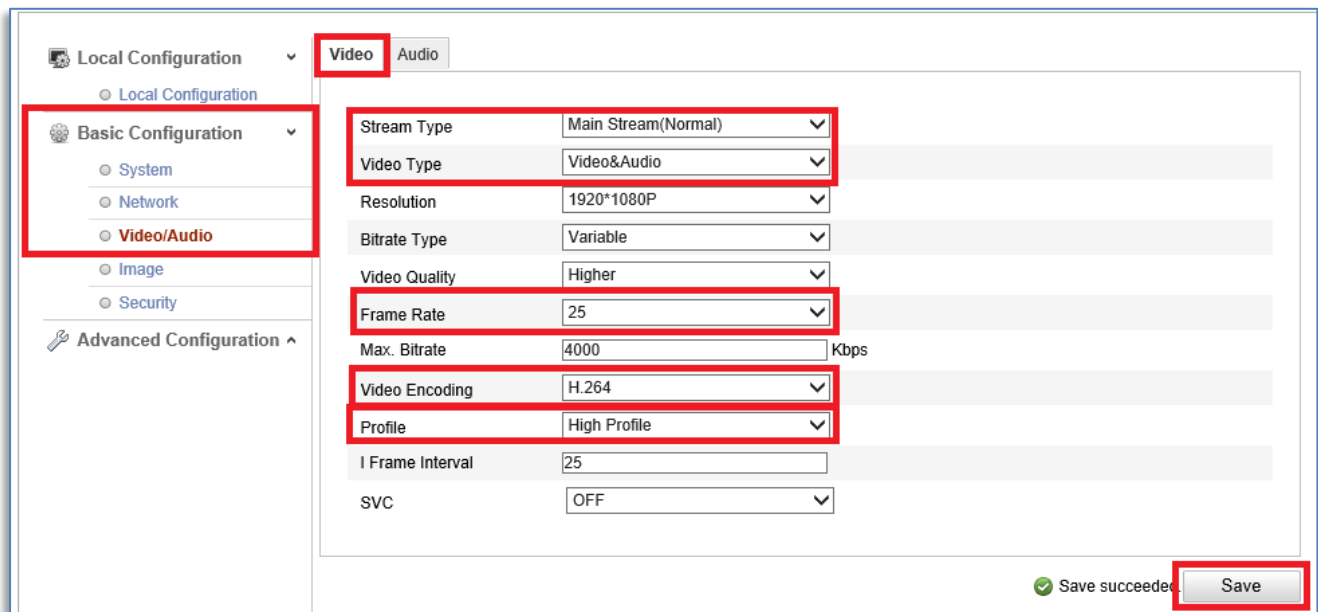 Local Configuration
Local Configuration
Basic Configuration
System
Network
Video/Audio
Image
Security
Advanced Configuration
Video Audio
Stream Type Main Stream(Normal)
Video Type Video&Audio
Resolution 1920*1080P
Bitrate Type Variable
Video Quality Higher
Frame Rate 25
Max. Bitrate 4000 Kbps
Video Encoding H.264
Profile High Profile
I Frame Interval 25
SVC OFF
Save succeeded. Save